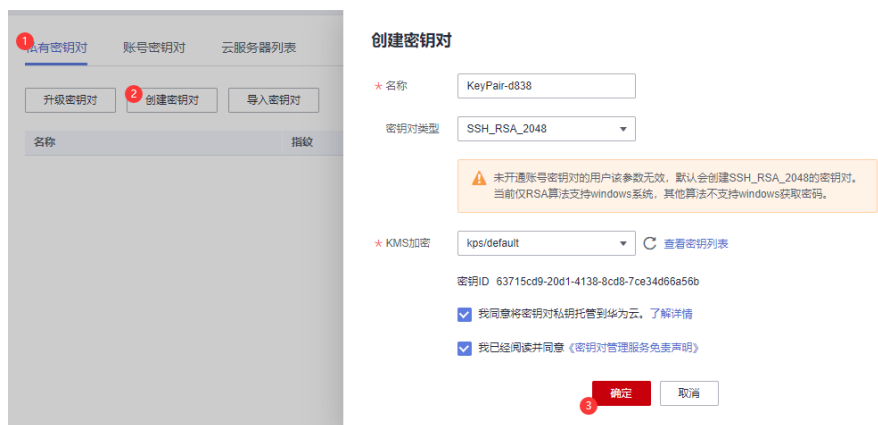 1
私有密钥对 账号密钥对 云服务器列表
升级密钥对 2 创建密钥对 导入密钥对
名称 指纹
创建密钥对
* 名称 KeyPair-d838
密钥对类型 SSH_RSA_2048
未开通账号密钥对的用户该参数无效，默认会创建SSH_RSA_2048的密钥对。
当前仅RSA算法支持windows系统，其他算法不支持windows获取密码。
* KMS加密 kps/default 查看密钥列表
密钥ID 63715cd9-20d1-4138-8cd8-7ce34d66a56b
我同意将密钥对私钥托管到华为云。了解详情
我已经阅读并同意《密钥对管理服务免责声明》
3 确定 取消